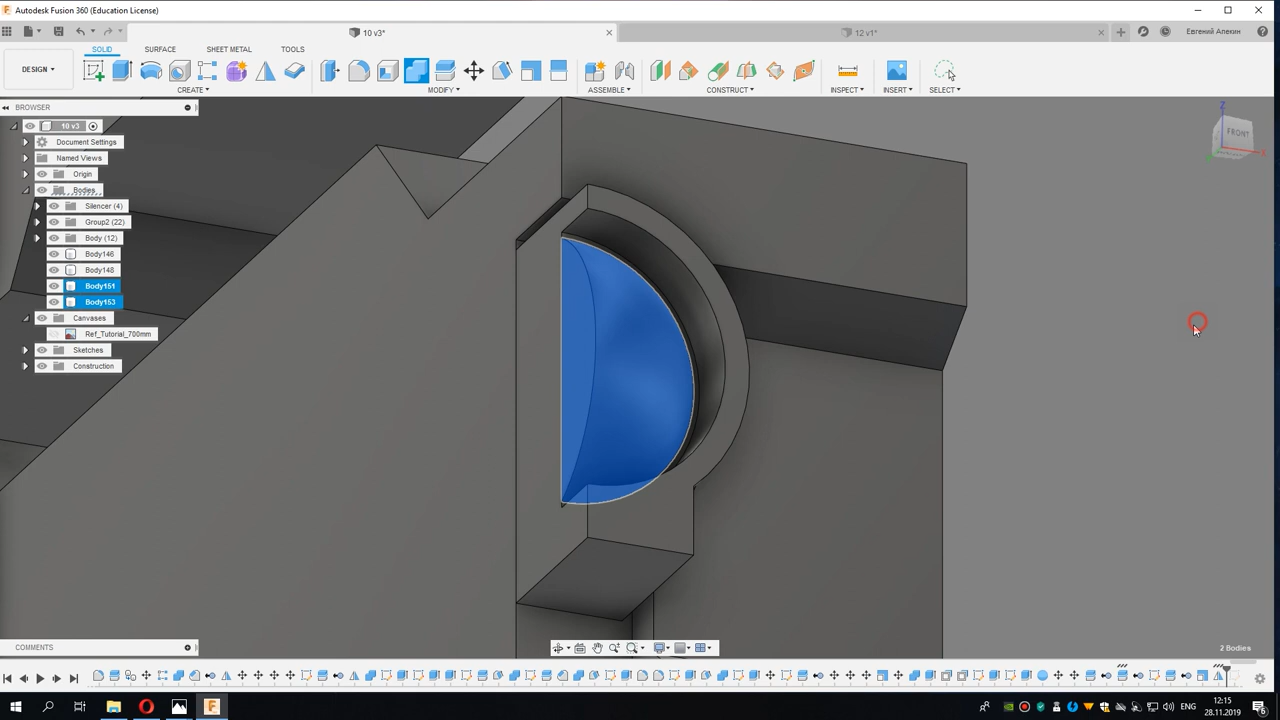 Autodesk Fusion 360 (Education License)
10 v3*
12 v1*
Евгений Апекин
DESIGN
SOLID
SURFACE
SHEET METAL
TOOLS
CREATE
MODIFY
ASSEMBLE
CONSTRUCT
INSPECT
INSERT
SELECT
BROWSER
10 v3
Document Settings
Named Views
Origin
Bodies
Silencer (4)
Group2 (22)
Body (12)
Body146
Body148
Body151
Body153
Canvases
Ref_Tutorial_700mm
Sketches
Construction
Z
FRONT
X
COMMENTS
2 Bodies
ENG
12:15
28.11.2019
6